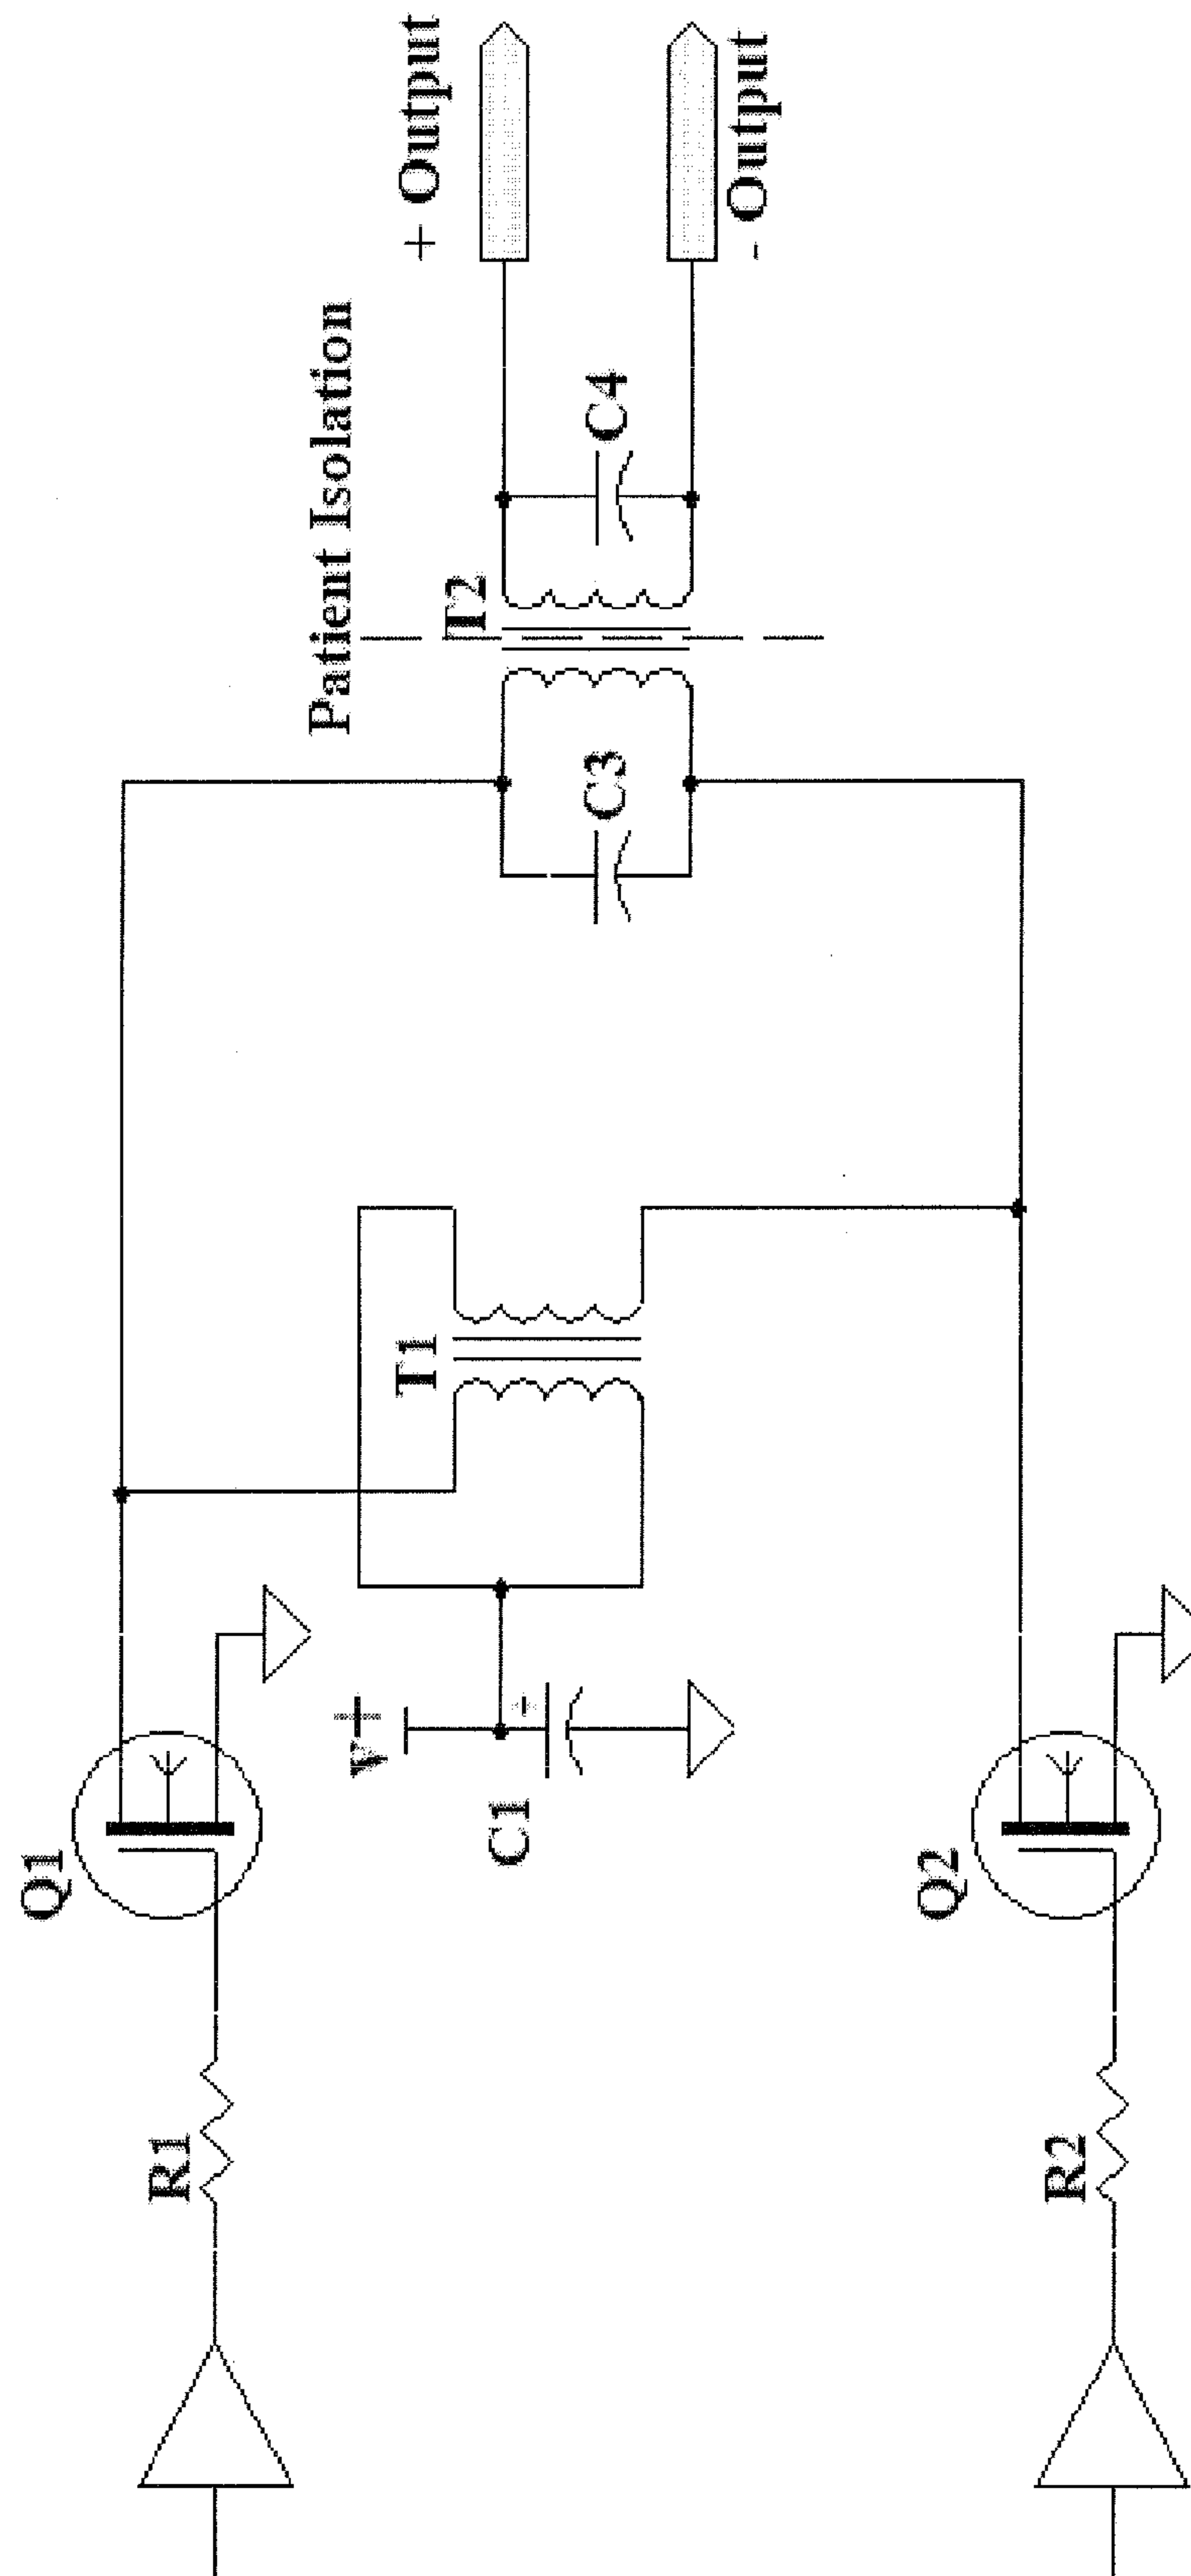 R1
Q1
V+
C1
T1
C3
Patient Isolation
T2
C4
+ Output
- Output
R2
Q2
+